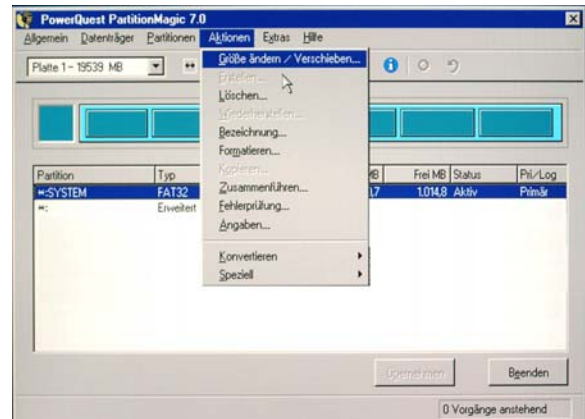 PowerQuest PartitionMagic 7.0
Allgemein Datenträger Partitionen Aktionen Extras Hilfe
Platte 1 - 19539 MB
Größe ändern / Verschieben...
Erstellen...
Löschen...
Wiederherstellen...
Bezeichnung...
Formatieren...
Kopieren...
Zusammenführen...
Fehlerprüfung...
Angaben...
Konvertieren
Speziell
Partition Typ MB Frei MB Status Pri/Log
*:SYSTEM FAT32 0,7 1.014,8 Aktiv Primär
*: Erweitert
Übernehmen Beenden
0 Vorgänge anstehend